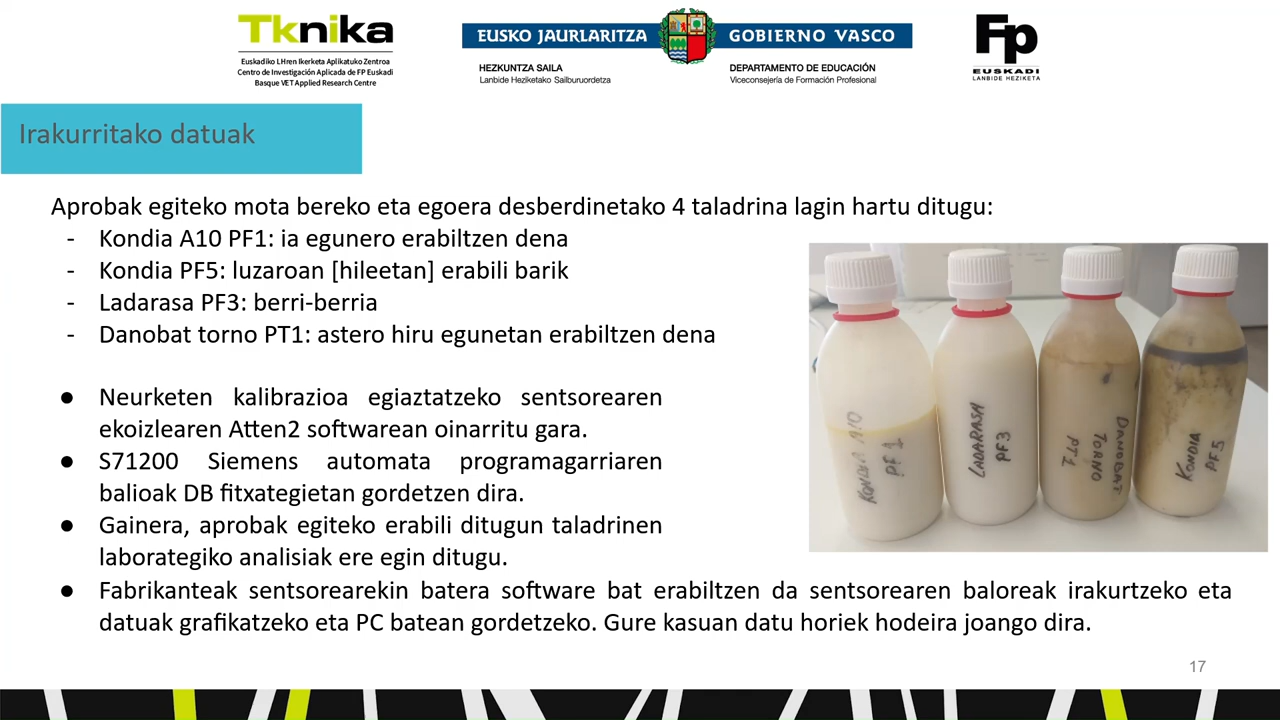 Tknika
Euskadiko LHren Ikerketa Aplikatuko Zentroa
Centro de Investigación Aplicada de FP Euskadi
Basque VET Applied Research Centre
EUSKO JAURLARITZA
GOBIERNO VASCO
HEZKUNTZA SAILA
Lanbide Heziketako Sailburuordetza
DEPARTAMENTO DE EDUCACIÓN
Viceconsejería de Formación Profesional
Fp
EUSKADI
LANBIDE HEZIKETA
Irakurritako datuak
Aprobak egiteko mota bereko eta egoera desberdinetako 4 taladrina lagin hartu ditugu:
- Kondia A10 PF1: ia egunero erabiltzen dena
- Kondia PF5: luzaroan [hileetan] erabili barik
- Ladarasa PF3: berri-berria
- Danobat torno PT1: astero hiru egunetan erabiltzen dena
● Neurketen kalibrazioa egiaztatzeko sentsorearen
ekoizlearen Atten2 softwarean oinarritu gara.
● S71200 Siemens automata programagarriaren
balioak DB fitxategietan gordetzen dira.
● Gainera, aprobak egiteko erabili ditugun taladrinen
laborategiko analisiak ere egin ditugu.
● Fabrikanteak sentsorearekin batera software bat erabiltzen da sentsorearen baloreak irakurtzeko eta
datuak grafikatzeko eta PC batean gordetzeko. Gure kasuan datu horiek hodeira joango dira.
KONDIA A10
PF1
LADARASA
PF3
DANOBAT
TORNO
PT1
KONDIA
PF5
17